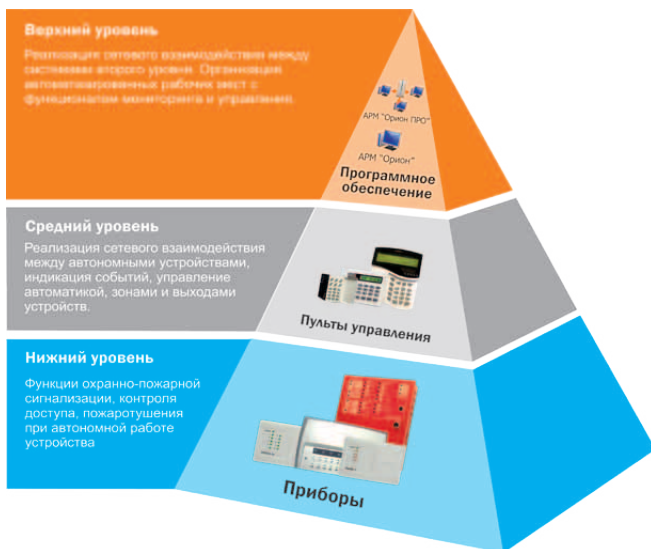 Верхний уровень
Реализация сетевого взаимодействия между
системами второго уровня. Организация
автоматизированных рабочих мест с
функционалом мониторинга и управления.
АРМ "Орион ПРО"
АРМ "Орион"
Программное
обеспечение
Средний уровень
Реализация сетевого взаимодействия
между автономными устройствами,
индикация событий, управление
автоматикой, зонами и выходами
устройств.
Пульты управления
Нижний уровень
Функции охранно-пожарной
сигнализации, контроля
доступа, пожаротушения
при автономной работе
устройства
Приборы